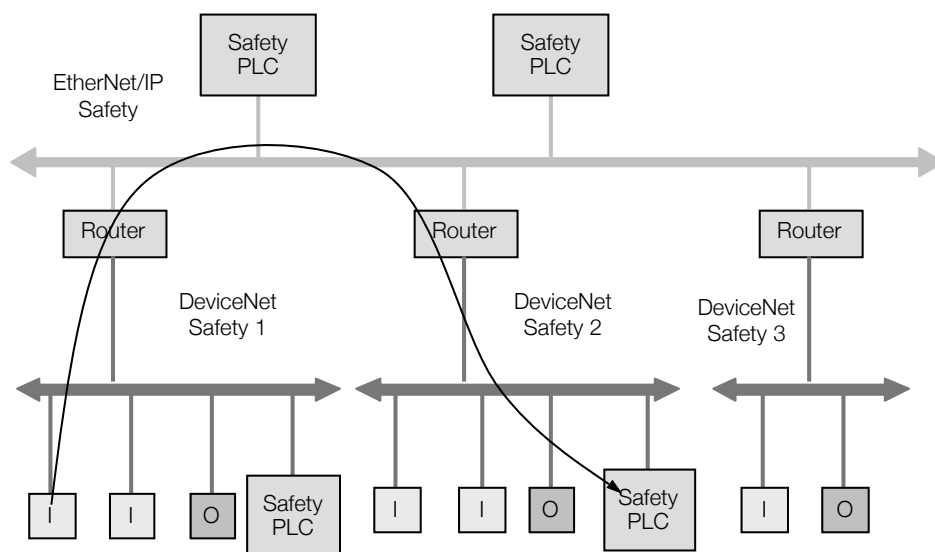 Safety
PLC
Safety
PLC
EtherNet/IP
Safety
Router
Router
Router
DeviceNet
Safety 1
DeviceNet
Safety 2
DeviceNet
Safety 3
I
I
O
Safety
PLC
I
I
O
Safety
PLC
I
O